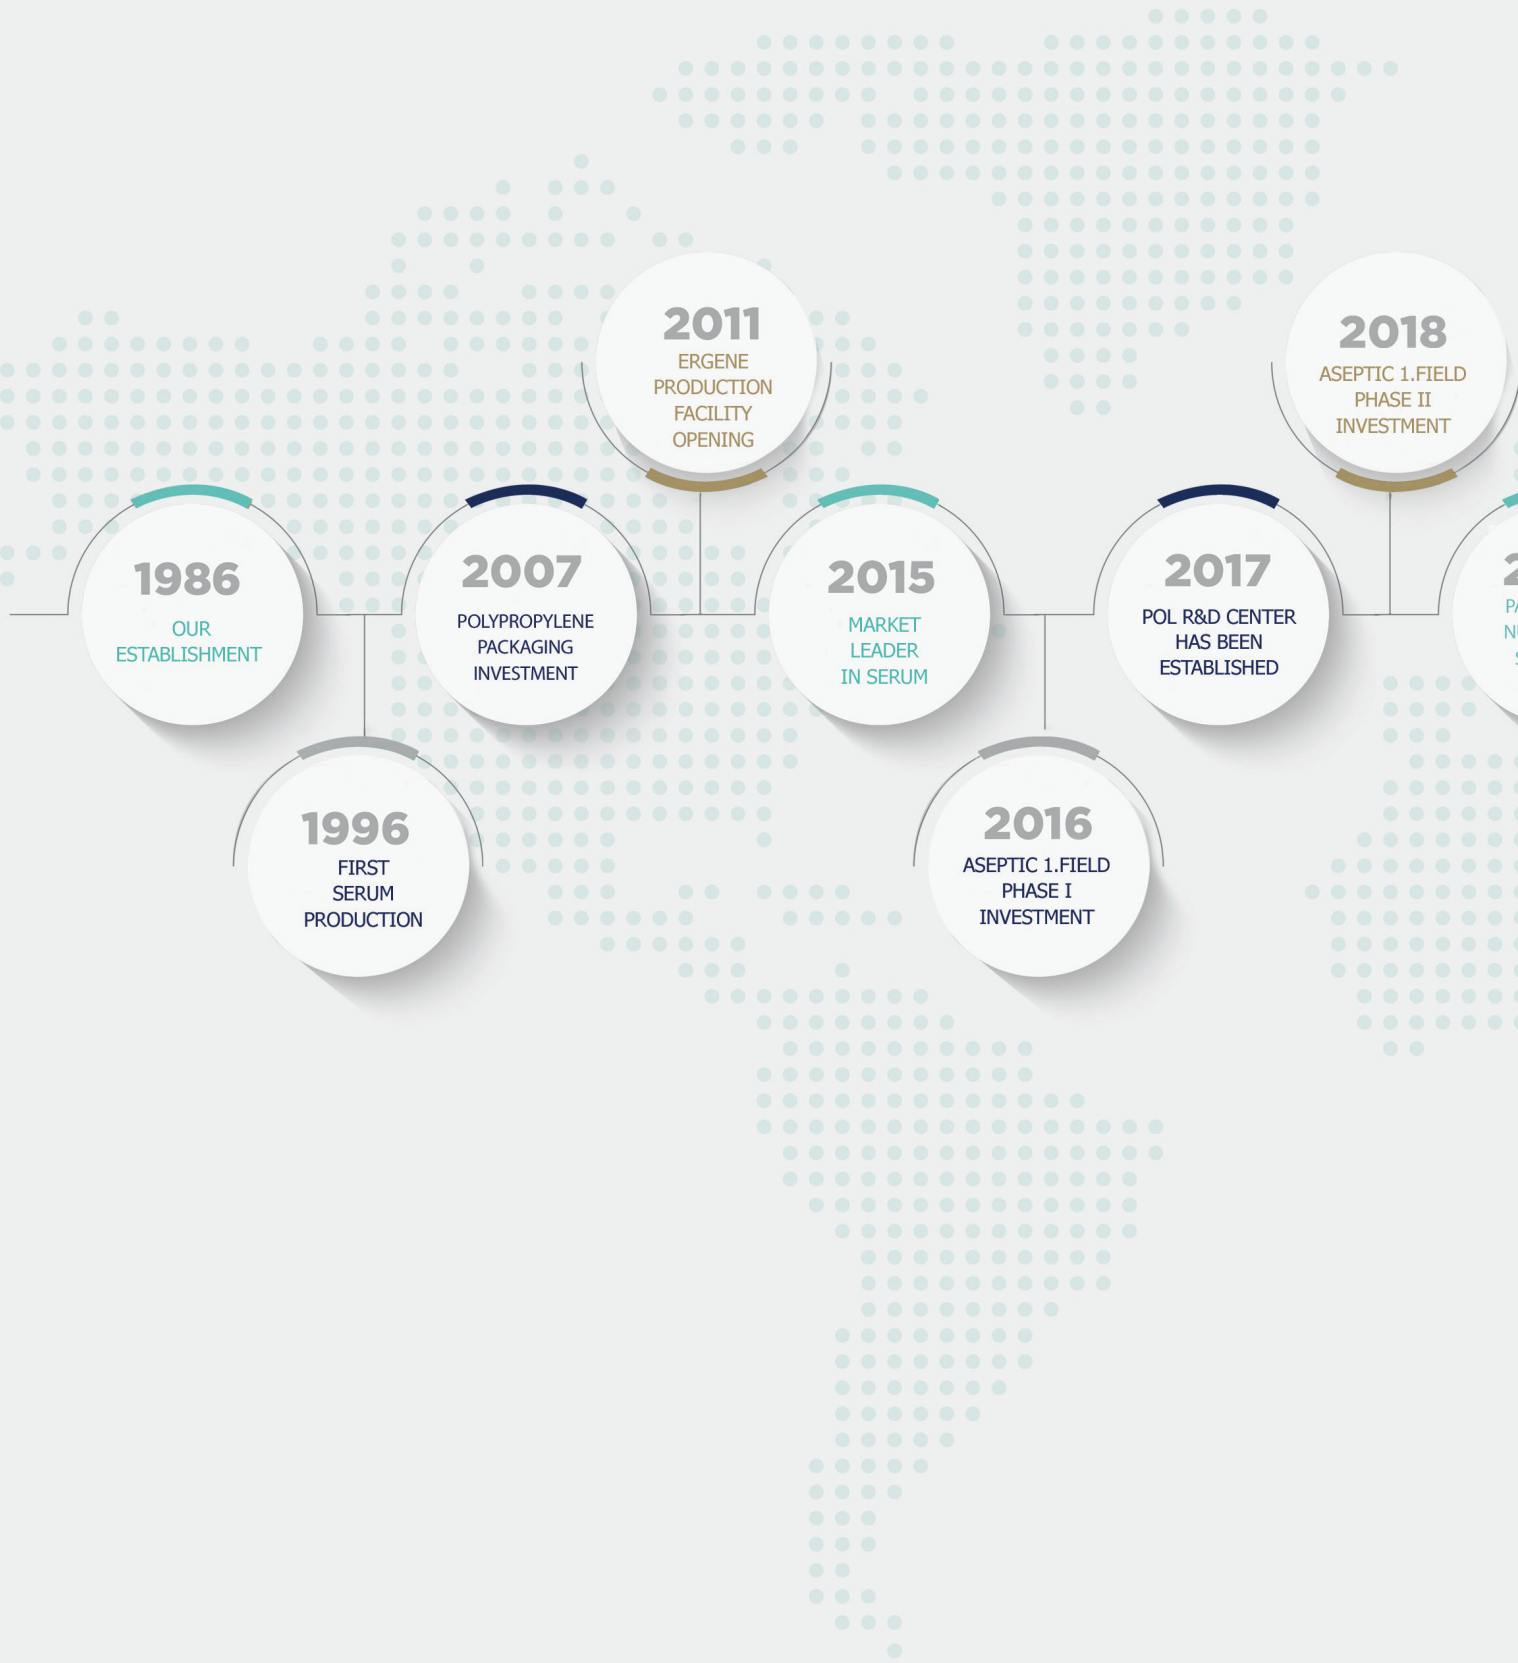 1986
OUR
ESTABLISHMENT
1996
FIRST
SERUM
PRODUCTION
2007
POLYPROPYLENE
PACKAGING
INVESTMENT
2011
ERGENE
PRODUCTION
FACILITY
OPENING
2015
MARKET
LEADER
IN SERUM
2016
ASEPTIC 1.FIELD
PHASE I
INVESTMENT
2017
POL R&D CENTER
HAS BEEN
ESTABLISHED
2018
ASEPTIC 1.FIELD
PHASE II
INVESTMENT